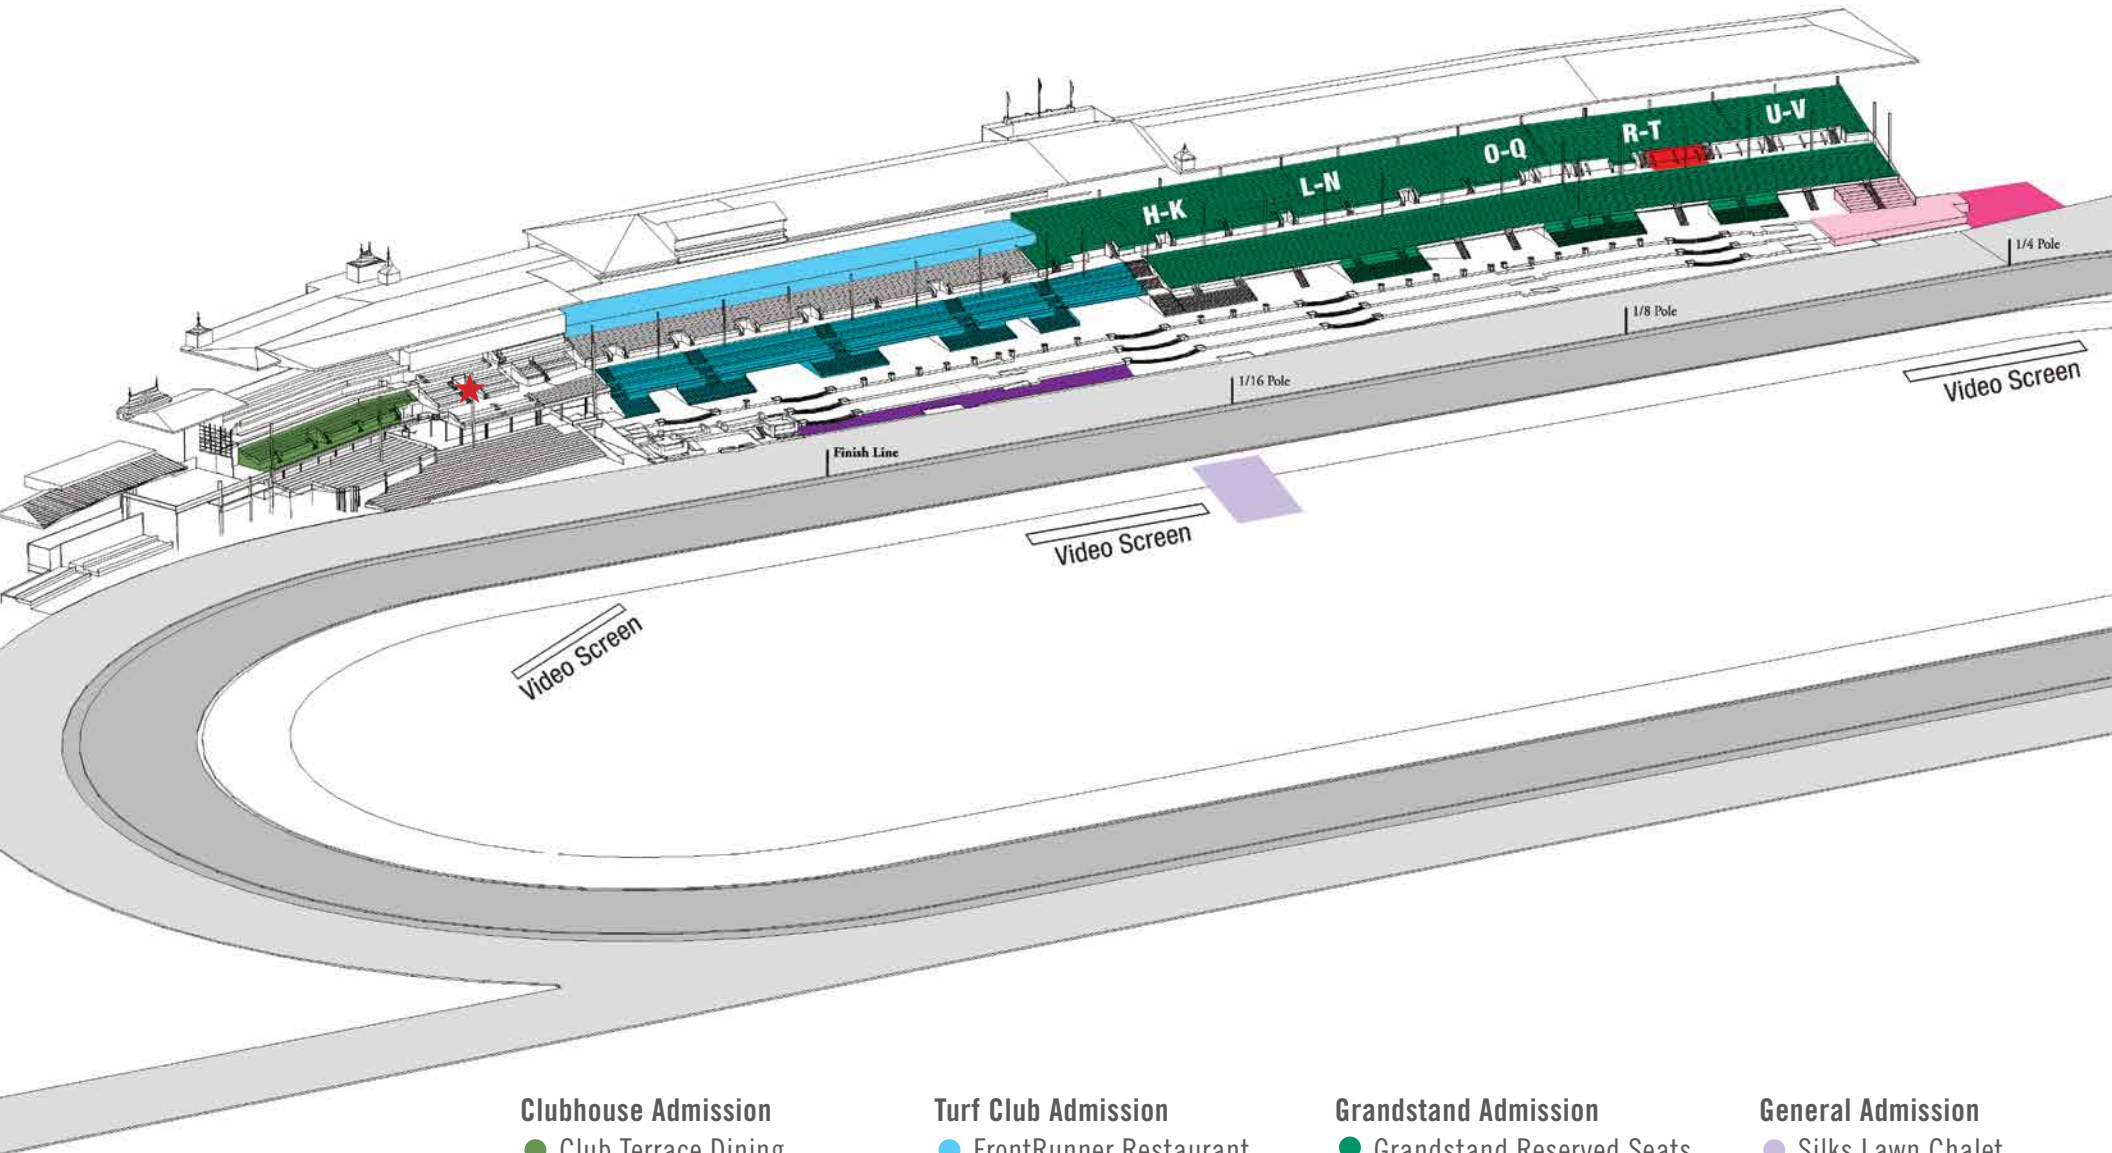 U-V
R-T
O-Q
L-N
H-K
1/4 Pole
1/8 Pole
1/16 Pole
Finish Line
Video Screen
Video Screen
Video Screen
Clubhouse Admission
Turf Club Admission
Grandstand Admission
General Admission
Club Terrace Dining
FrontRunner Restaurant
Grandstand Reserved Seats
Silks Lawn Chalet